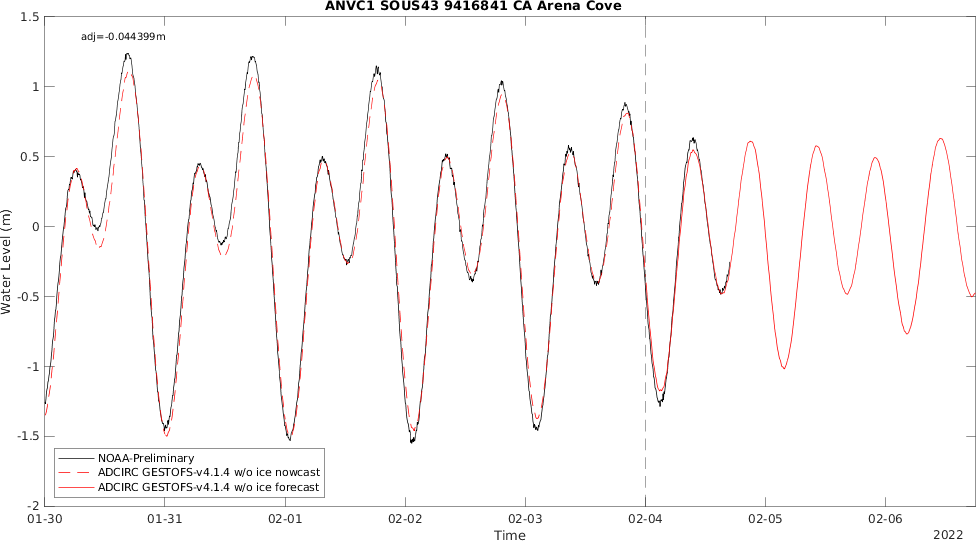 ANVC1 SOUS43 9416841 CA Arena Cove
adj=-0.044399m
1.5
1
0.5
0
-0.5
-1
-1.5
-2
Water Level (m)
NOAA-Preliminary
ADCIRC GESTOFS-v4.1.4 w/o ice nowcast
ADCIRC GESTOFS-v4.1.4 w/o ice forecast
01-30 01-31 02-01 02-02 02-03 02-04 02-05 02-06
Time
2022